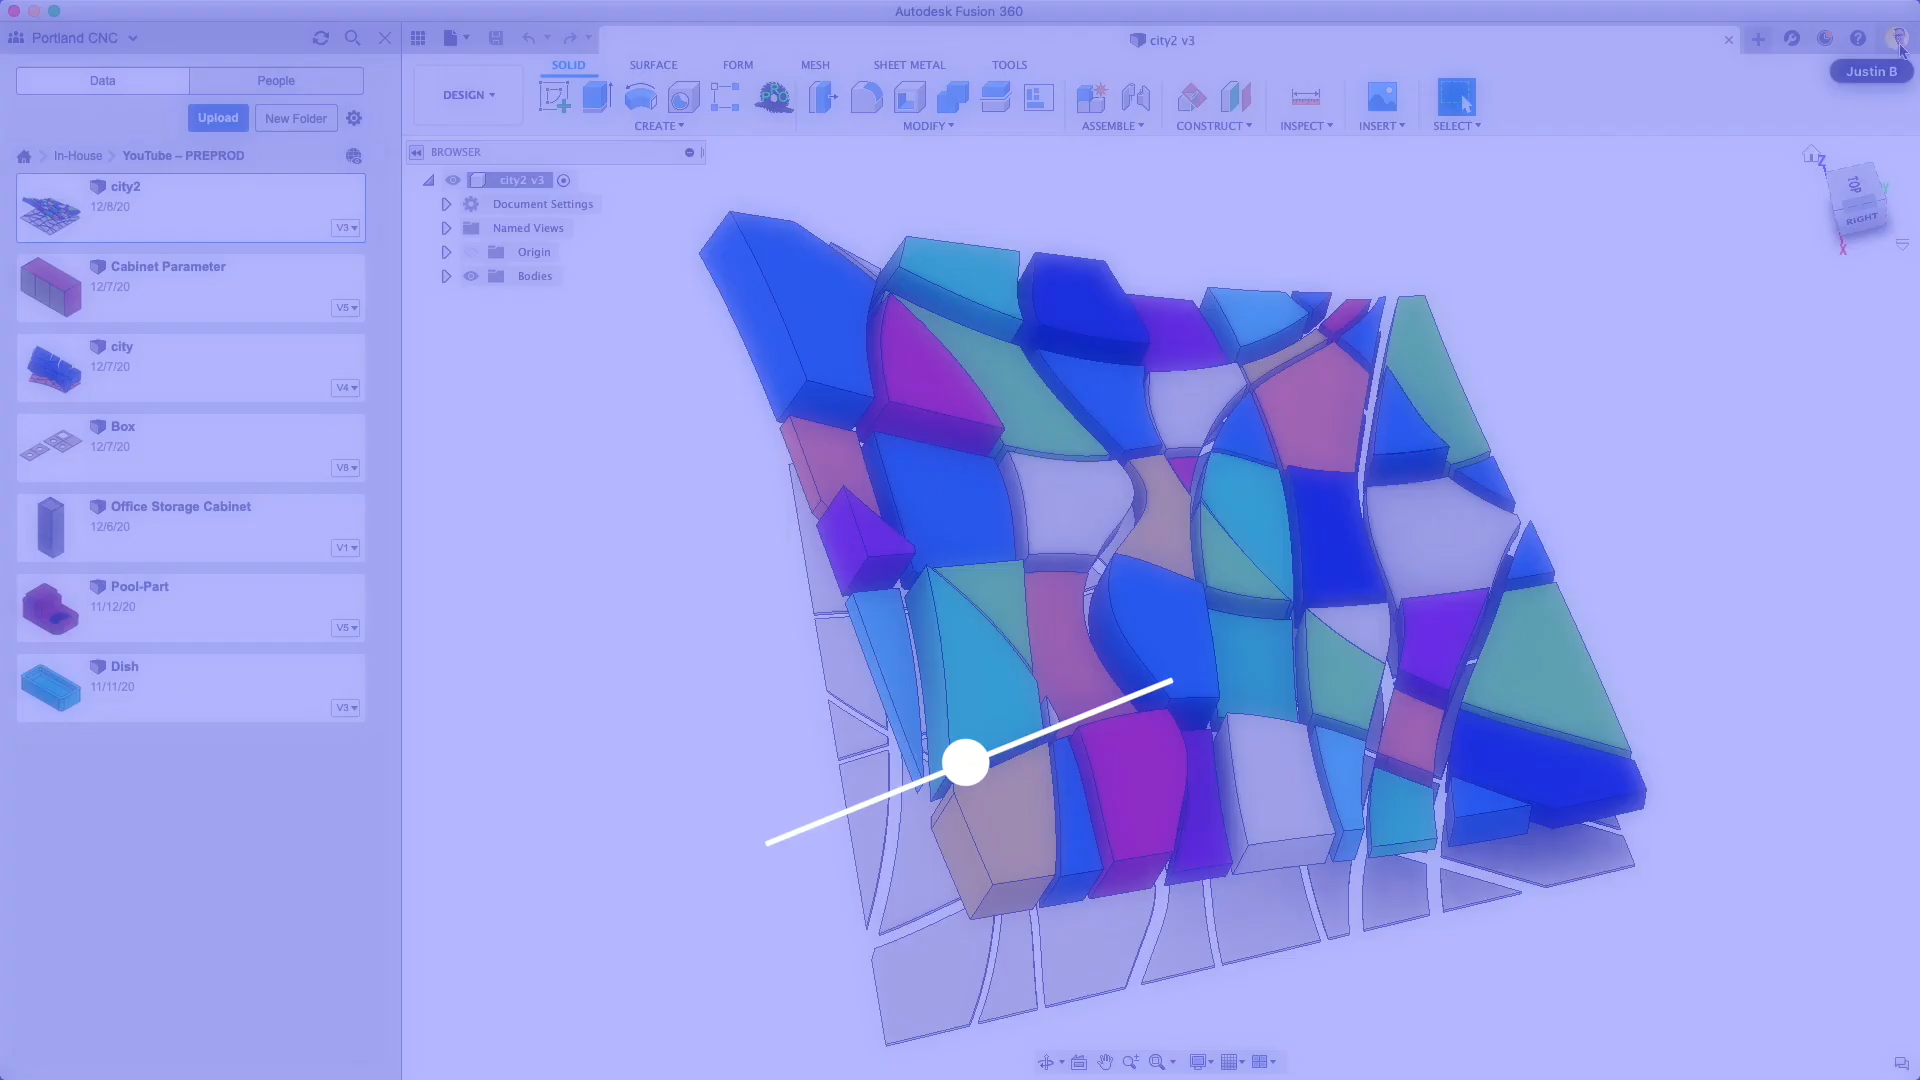 Autodesk Fusion 360
Portland CNC
city2 v3
Justin B
Data
People
Upload
New Folder
In-House
YouTube – PREPROD
city2
12/8/20
V3
Cabinet Parameter
12/7/20
V5
city
12/7/20
V4
Box
12/7/20
V8
Office Storage Cabinet
12/6/20
V1
Pool-Part
11/12/20
V5
Dish
11/11/20
V3
DESIGN
SOLID
SURFACE
FORM
MESH
SHEET METAL
TOOLS
PRO
CREATE
MODIFY
ASSEMBLE
CONSTRUCT
INSPECT
INSERT
SELECT
BROWSER
city2 v3
Document Settings
Named Views
Origin
Bodies
Z
TOP
Y
RIGHT
X